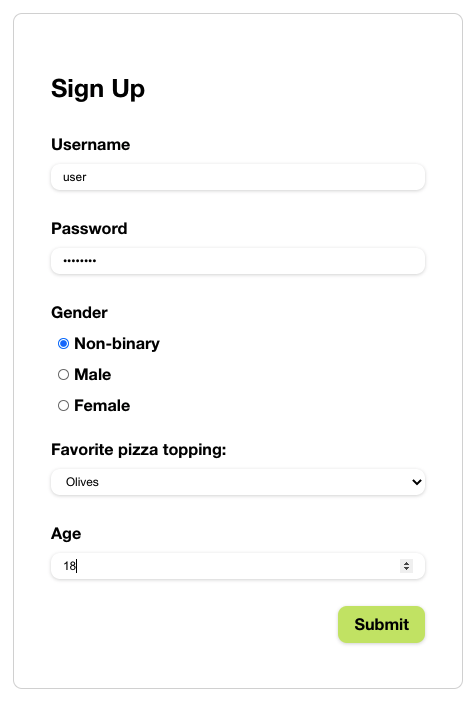 Sign Up
Username
user
Password
••••••••
Gender
Non-binary
Male
Female
Favorite pizza topping:
Olives
Age
18
Submit